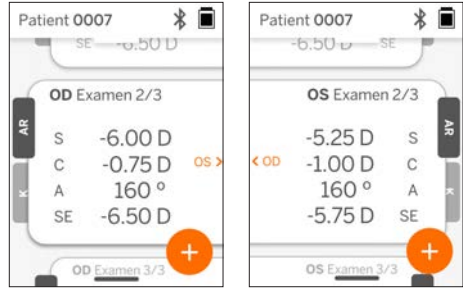 Patient 0007
SE -6.50 D
OD Examen 2/3
AR
S -6.00 D
C -0.75 D OS >
K
A 160 º
SE -6.50 D
+
OD Examen 3/3
Patient 0007
-6.50 D SE
OS Examen 2/3
AR
-5.25 D S
< OD -1.00 D C
K
160 º A
-5.75 D SE
+
OS Examen 3/3